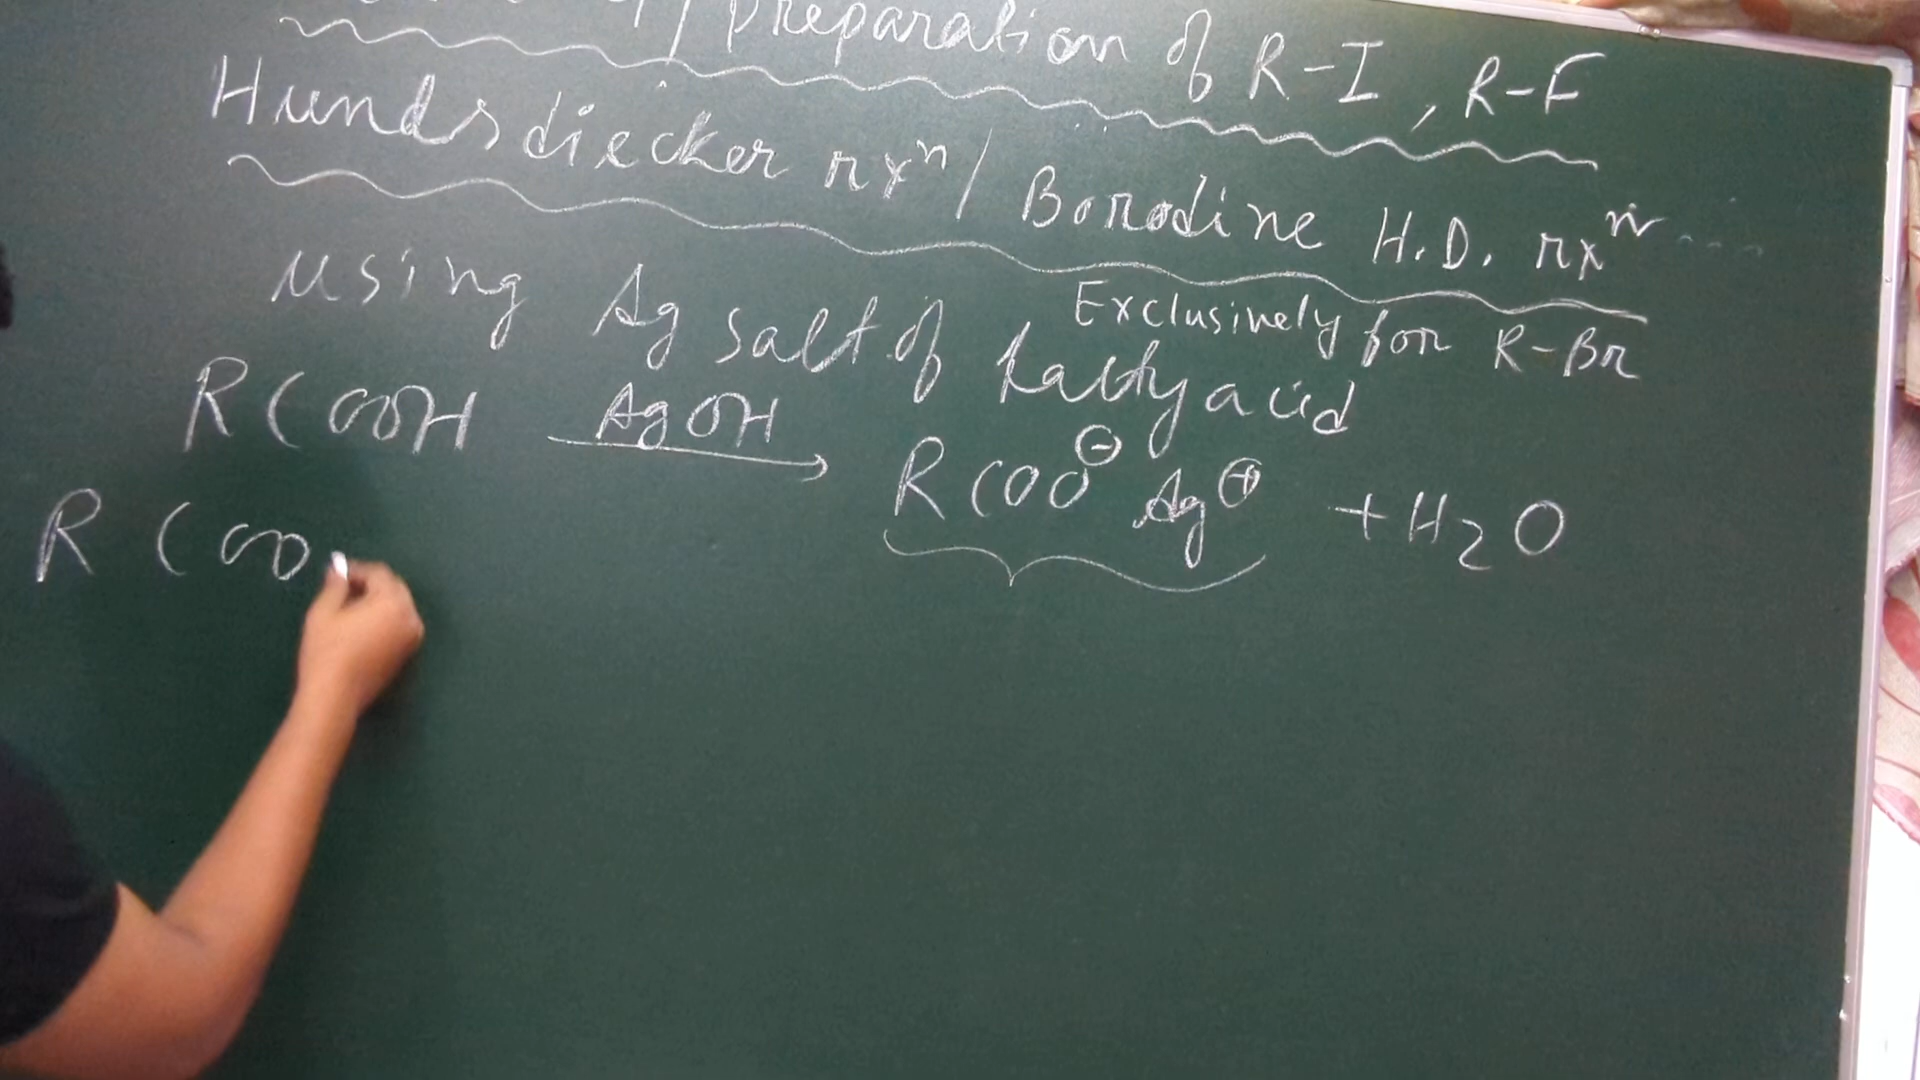 / Preparation of R-I, R-F
Hundsdiecker rxⁿ / Borodine H.D. rxⁿ
Exclusively for R-Br
using Ag salt of fatty acid
RCOOH AgOH → RCOO⊖ Ag⊕ + H₂O
RCOO